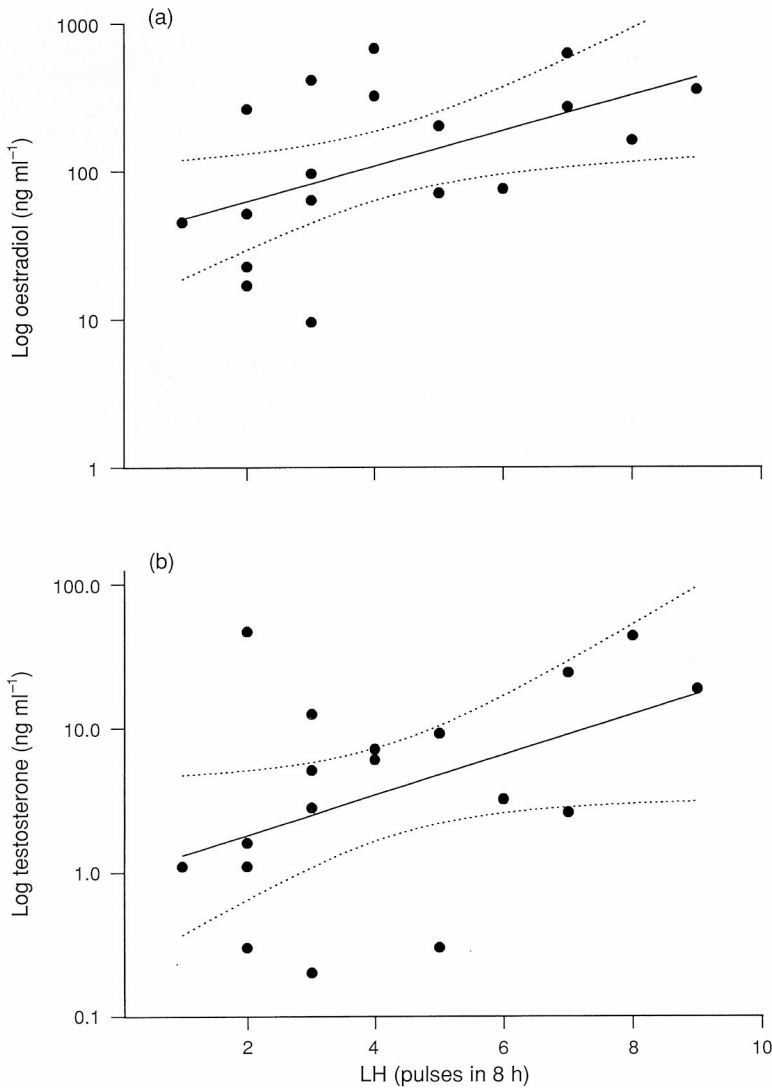 (a)
1000
100
10
1
Log oestradiol (ng ml⁻¹)
(b)
100.0
10.0
1.0
0.1
Log testosterone (ng ml⁻¹)
2 4 6 8 10
LH (pulses in 8 h)